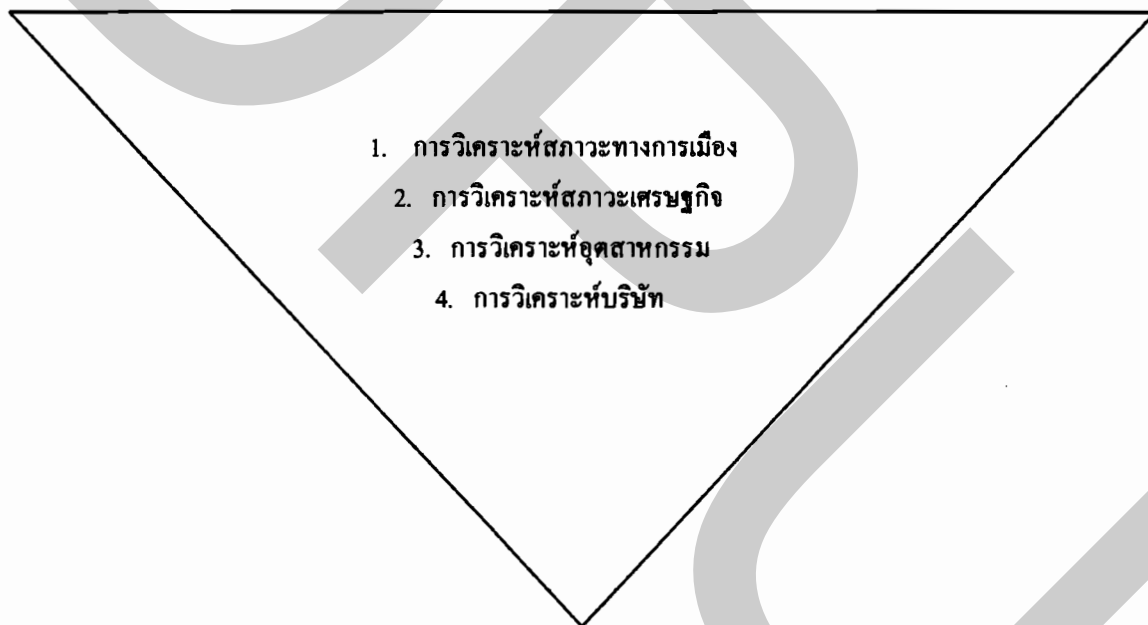 1. การวิเคราะห์สภาวะทางการเมือง
2. การวิเคราะห์สภาวะเศรษฐกิจ
3. การวิเคราะห์อุตสาหกรรม
4. การวิเคราะห์บริษัท